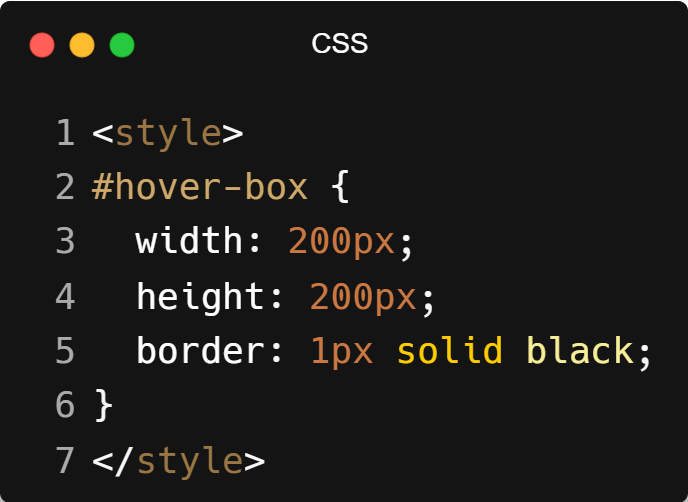 CSS
1 <style>
2 #hover-box {
3   width: 200px;
4   height: 200px;
5   border: 1px solid black;
6 }
7 </style>